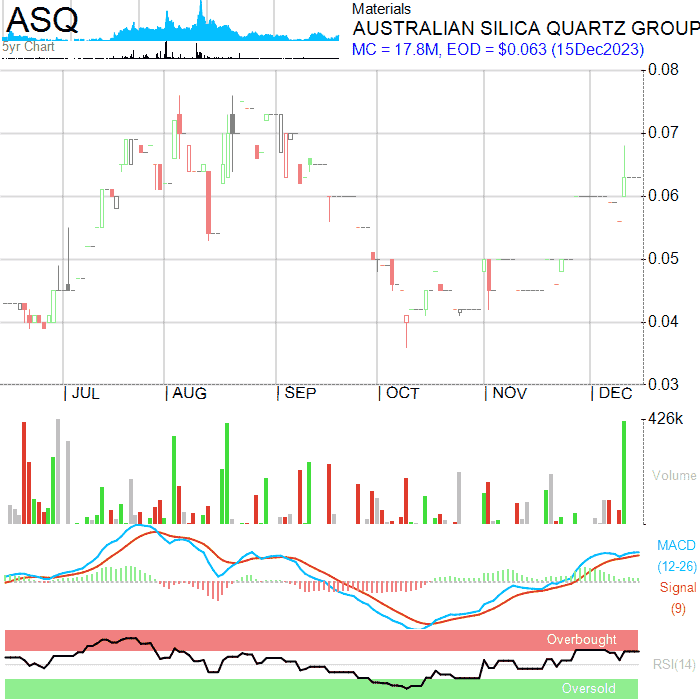 ASQ
5yr Chart
Materials
AUSTRALIAN SILICA QUARTZ GROUP
MC = 17.8M, EOD = $0.063 (15Dec2023)
0.08
0.07
0.06
0.05
0.04
0.03
| JUL | AUG | SEP | OCT | NOV | DEC
426k
Volume
MACD
(12-26)
Signal
(9)
Overbought
RSI(14)
Oversold